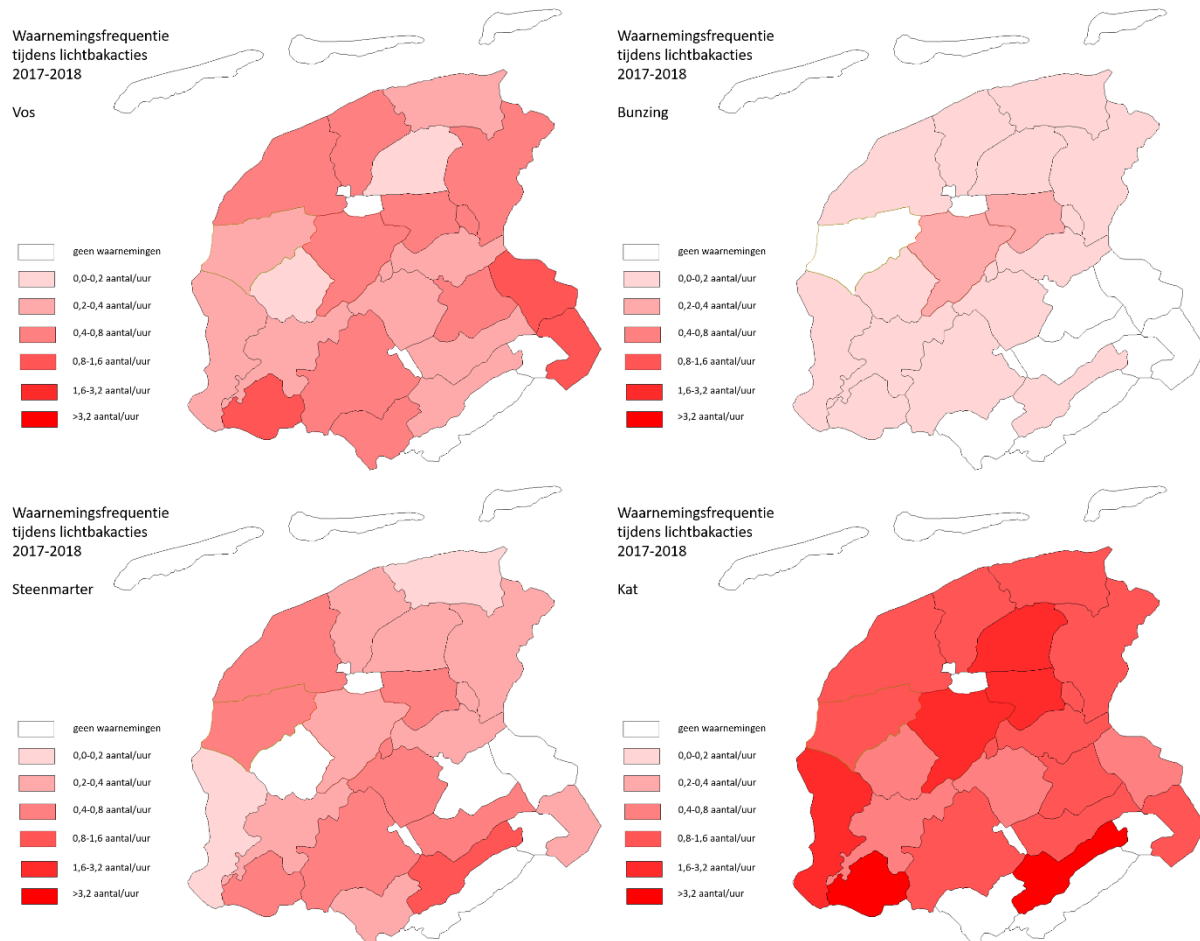 Waarnemingsfrequentie
tijdens lichtbakacties
2017-2018
Vos
geen waarnemingen
0,0-0,2 aantal/uur
0,2-0,4 aantal/uur
0,4-0,8 aantal/uur
0,8-1,6 aantal/uur
1,6-3,2 aantal/uur
>3,2 aantal/uur
Waarnemingsfrequentie
tijdens lichtbakacties
2017-2018
Bunzing
geen waarnemingen
0,0-0,2 aantal/uur
0,2-0,4 aantal/uur
0,4-0,8 aantal/uur
0,8-1,6 aantal/uur
1,6-3,2 aantal/uur
>3,2 aantal/uur
Waarnemingsfrequentie
tijdens lichtbakacties
2017-2018
Steenmarter
geen waarnemingen
0,0-0,2 aantal/uur
0,2-0,4 aantal/uur
0,4-0,8 aantal/uur
0,8-1,6 aantal/uur
1,6-3,2 aantal/uur
>3,2 aantal/uur
Waarnemingsfrequentie
tijdens lichtbakacties
2017-2018
Kat
geen waarnemingen
0,0-0,2 aantal/uur
0,2-0,4 aantal/uur
0,4-0,8 aantal/uur
0,8-1,6 aantal/uur
1,6-3,2 aantal/uur
>3,2 aantal/uur